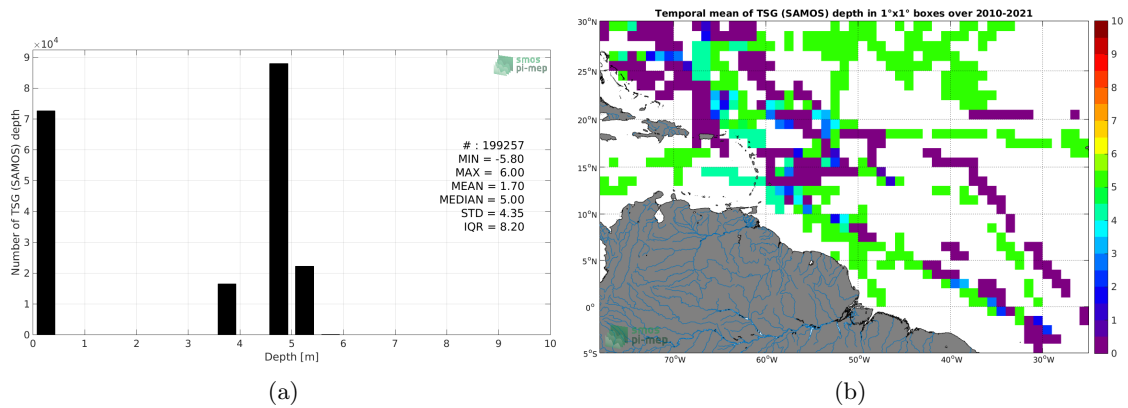 ×10⁴
9
8
7
6
5
4
3
2
1
0
Number of TSG (SAMOS) depth
0 1 2 3 4 5 6 7 8 9 10
Depth [m]
smos
pi-mep
# : 199257
MIN = -5.80
MAX = 6.00
MEAN = 1.70
MEDIAN = 5.00
STD = 4.35
IQR = 8.20
(a)
Temporal mean of TSG (SAMOS) depth in 1°x1° boxes over 2010-2021
30°N
25°N
20°N
15°N
10°N
5°N
0°
5°S
70°W 60°W 50°W 40°W 30°W
smos
pi-mep
10
9
8
7
6
5
4
3
2
1
0
(b)